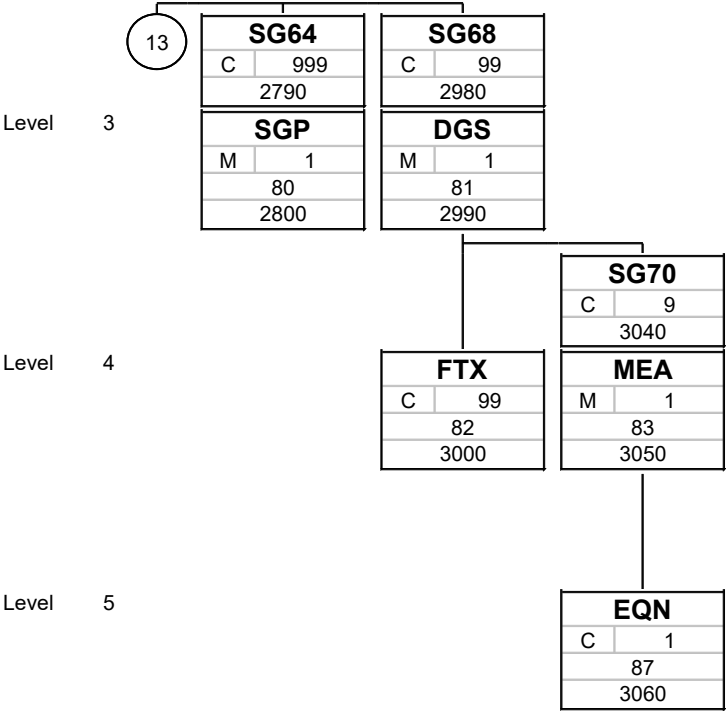 13
SG64 SG68
C 999 C 99
2790 2980
Level 3
SGP DGS
M 1 M 1
80 81
2800 2990
SG70
C 9
3040
Level 4
FTX MEA
C 99 M 1
82 83
3000 3050
Level 5
EQN
C 1
87
3060